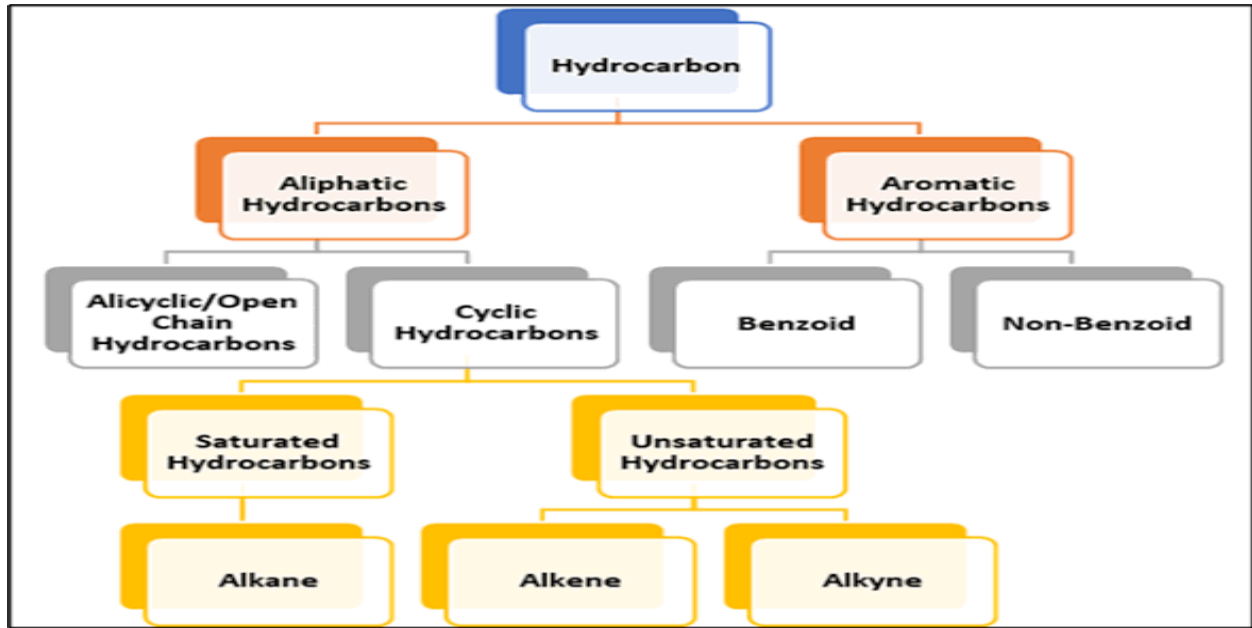 Hydrocarbon
Aliphatic
Hydrocarbons
Aromatic
Hydrocarbons
Alicyclic/Open
Chain
Hydrocarbons
Cyclic
Hydrocarbons
Benzoid
Non-Benzoid
Saturated
Hydrocarbons
Unsaturated
Hydrocarbons
Alkane
Alkene
Alkyne